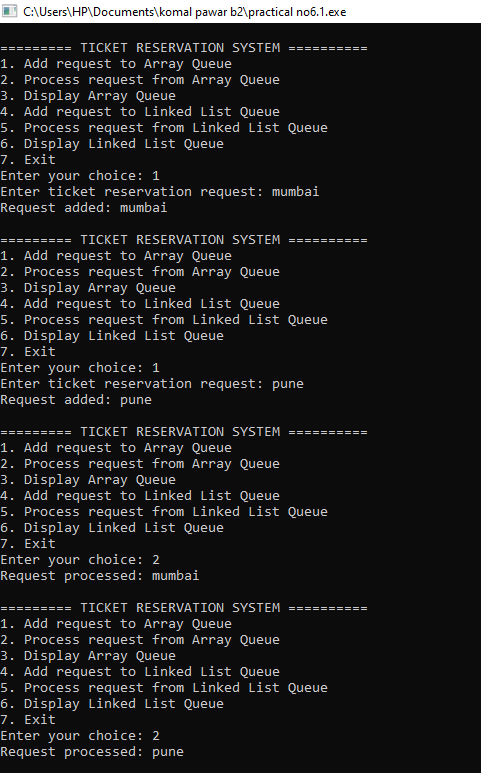 C:\Users\HP\Documents\komal pawar b2\practical no6.1.exe
========= TICKET RESERVATION SYSTEM ==========
1. Add request to Array Queue
2. Process request from Array Queue
3. Display Array Queue
4. Add request to Linked List Queue
5. Process request from Linked List Queue
6. Display Linked List Queue
7. Exit
Enter your choice: 1
Enter ticket reservation request: mumbai
Request added: mumbai
========= TICKET RESERVATION SYSTEM ==========
1. Add request to Array Queue
2. Process request from Array Queue
3. Display Array Queue
4. Add request to Linked List Queue
5. Process request from Linked List Queue
6. Display Linked List Queue
7. Exit
Enter your choice: 1
Enter ticket reservation request: pune
Request added: pune
========= TICKET RESERVATION SYSTEM ==========
1. Add request to Array Queue
2. Process request from Array Queue
3. Display Array Queue
4. Add request to Linked List Queue
5. Process request from Linked List Queue
6. Display Linked List Queue
7. Exit
Enter your choice: 2
Request processed: mumbai
========= TICKET RESERVATION SYSTEM ==========
1. Add request to Array Queue
2. Process request from Array Queue
3. Display Array Queue
4. Add request to Linked List Queue
5. Process request from Linked List Queue
6. Display Linked List Queue
7. Exit
Enter your choice: 2
Request processed: pune